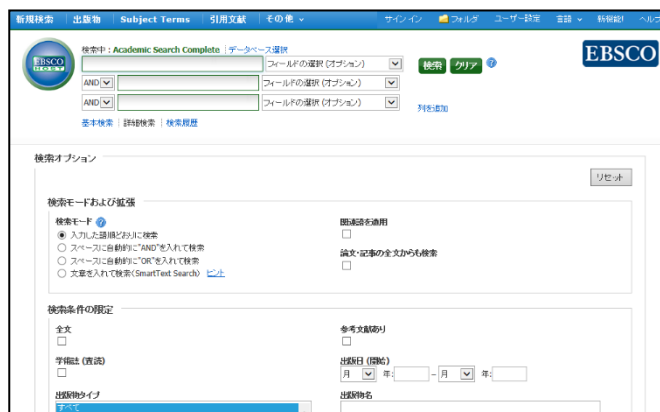 新規検索 出版物 Subject Terms 引用文献 その他 サインイン フォルダ ユーザー設定 言語 新機能! ヘルプ
検索中 : Academic Search Complete データベース選択
EBSCO HOST
EBSCO
フィールドの選択 (オプション) 検索 クリア ?
AND フィールドの選択 (オプション)
AND フィールドの選択 (オプション) 列を追加
基本検索 詳細検索 検索履歴
検索オプション
リセット
検索モードおよび拡張
検索モード ? 関連語を適用
入力した語順どおりに検索
スペースに自動的に"AND"を入れて検索 論文・記事の全文からも検索
スペースに自動的に"OR"を入れて検索
文章を入れて検索(SmartText Search) ヒント
検索条件の限定
全文 参考文献あり
学術誌 (査読) 出版日 (開始)
月 年: - 月 年:
出版物タイプ 出版物名
すべて